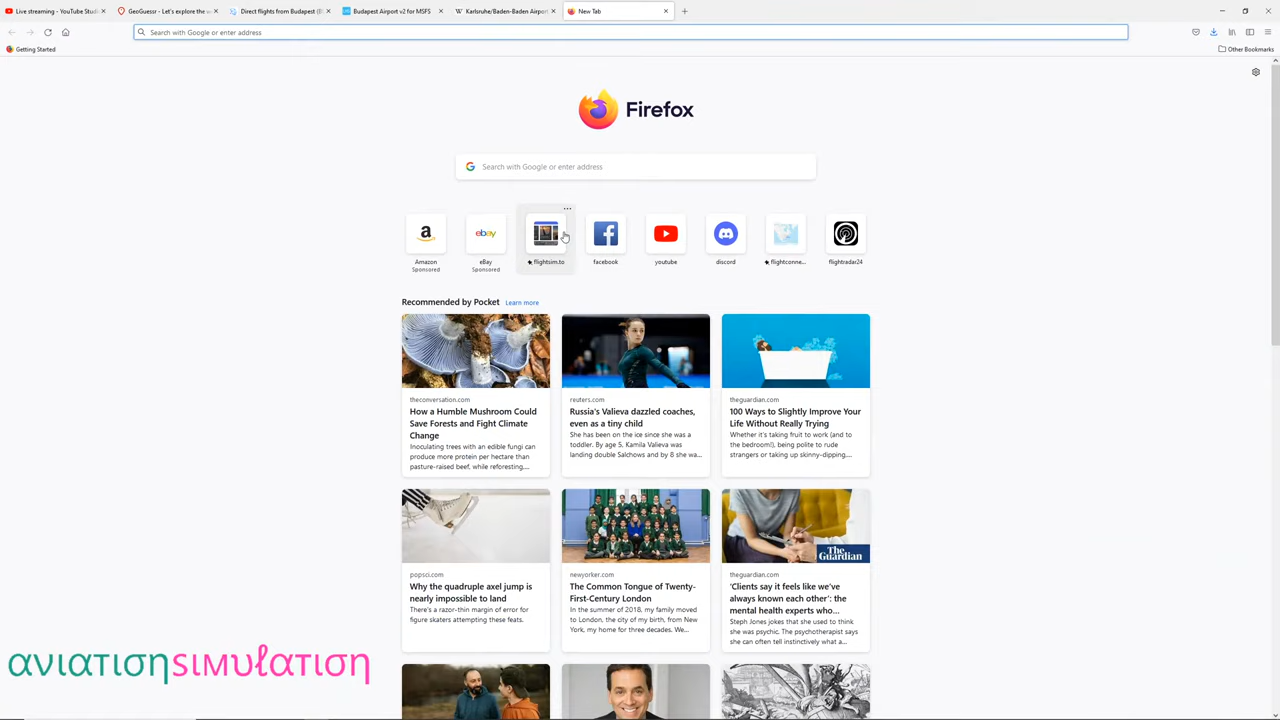 Live streaming - YouTube Studi
GeoGuessr - Let's explore the w
Direct flights from Budapest (B
Budapest Airport v2 for MSFS
Karlsruhe/Baden-Baden Airport
New Tab
Search with Google or enter address
Getting Started
Other Bookmarks
Firefox
Search with Google or enter address
Amazon
Sponsored
eBay
Sponsored
flightsim.to
facebook
youtube
discord
flightconne...
flightradar24
Recommended by Pocket Learn more
theconversation.com
How a Humble Mushroom Could
Save Forests and Fight Climate
Change
Inoculating trees with an edible fungi can
produce more protein per hectare than
pasture-raised beef, while reforesting,...
reuters.com
Russia's Valieva dazzled coaches,
even as a tiny child
She has been on the ice since she was a
toddler. By age 5, Kamila Valieva was
landing double Salchows and by 8 she wa...
theguardian.com
100 Ways to Slightly Improve Your
Life Without Really Trying
Whether it's taking fruit to work (and to
the bedroom!), being polite to rude
strangers or taking up skinny-dipping,...
The
Guardian
popsci.com
Why the quadruple axel jump is
nearly impossible to land
There's a razor-thin margin of error for
figure skaters attempting these feats.
newyorker.com
The Common Tongue of Twenty-
First-Century London
In the summer of 2018, my family moved
to London, the city of my birth, from New
York, my home for three decades. We...
theguardian.com
'Clients say it feels like we've
always known each other': the
mental health experts who...
Steph Jones jokes that she used to think
she was psychic. The psychotherapist says
she can often tell instinctively what a...
aviationsimulation